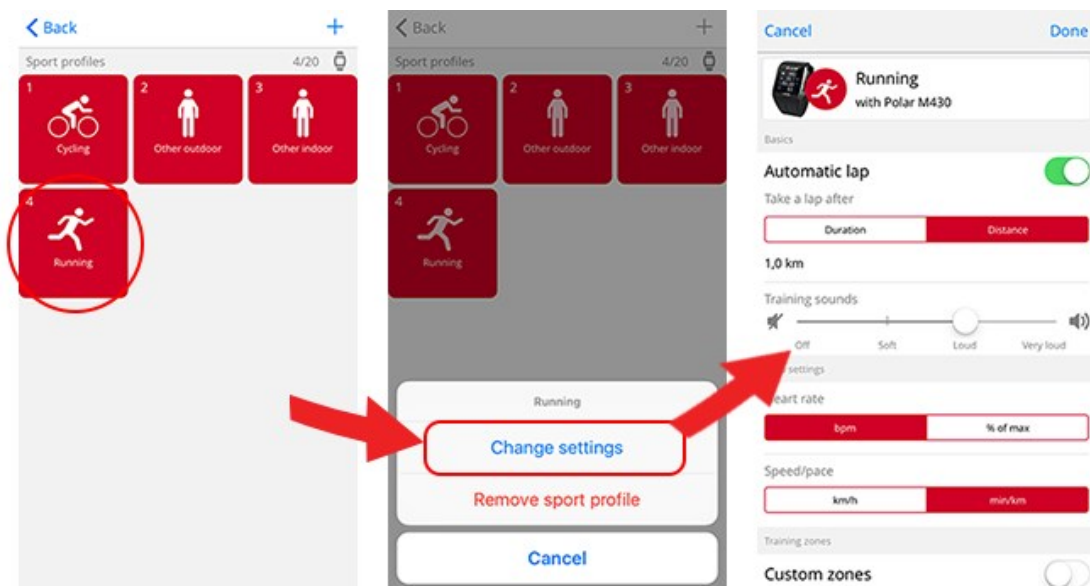 Back
Sport profiles 4/20
1 2 3
Cycling Other outdoor Other indoor
4
Running
Back
Sport profiles 4/20
1 2 3
Cycling Other outdoor Other indoor
4
Running
Running
Change settings
Remove sport profile
Cancel
Cancel Done
Running
with Polar M430
Basics
Automatic lap
Take a lap after
Duration Distance
1,0 km
Training sounds
Off Soft Loud Very loud
settings
eart rate
bpm % of max
Speed/pace
km/h min/km
Training zones
Custom zones